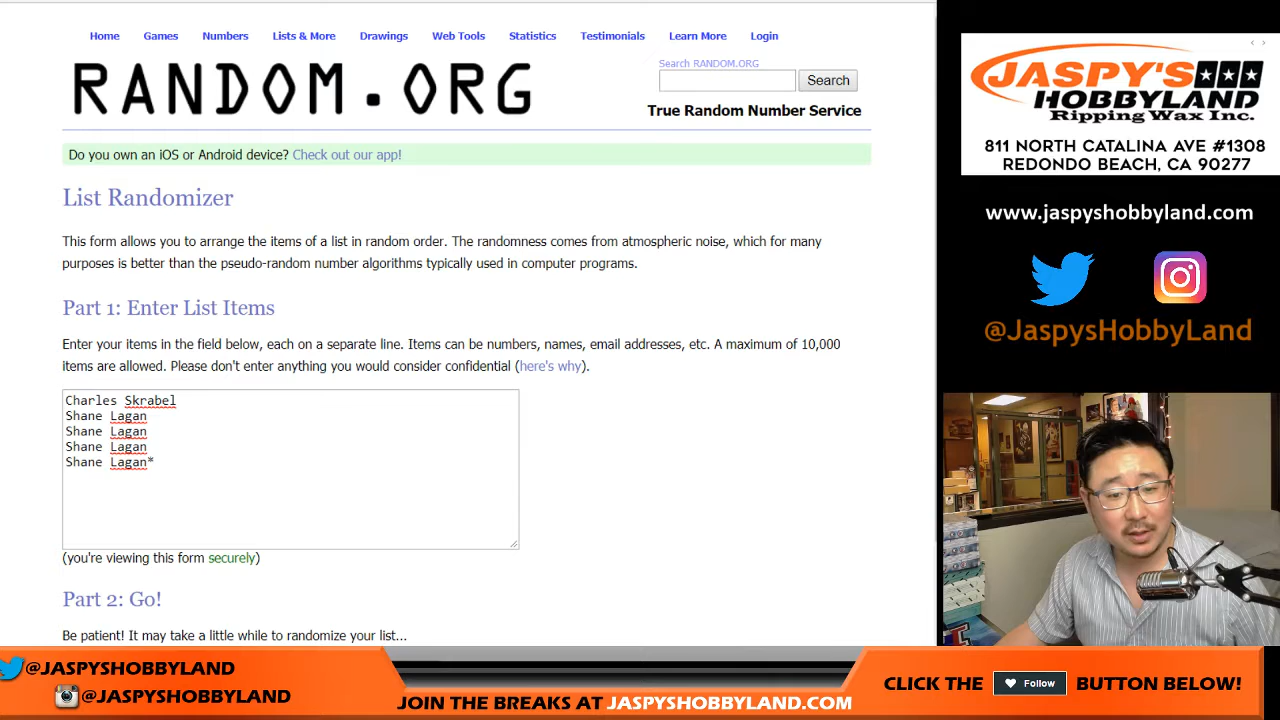 Home Games Numbers Lists & More Drawings Web Tools Statistics Testimonials Learn More Login
RANDOM.ORG
Search RANDOM.ORG
Search
True Random Number Service
Do you own an iOS or Android device? Check out our app!
List Randomizer
This form allows you to arrange the items of a list in random order. The randomness comes from atmospheric noise, which for many
purposes is better than the pseudo-random number algorithms typically used in computer programs.
Part 1: Enter List Items
Enter your items in the field below, each on a separate line. Items can be numbers, names, email addresses, etc. A maximum of 10,000
items are allowed. Please don't enter anything you would consider confidential (here's why).
Charles Skrabel
Shane Lagan
Shane Lagan
Shane Lagan
Shane Lagan*
(you're viewing this form securely)
Part 2: Go!
Be patient! It may take a little while to randomize your list...
JASPY'S
HOBBYLAND
Ripping Wax Inc.
811 NORTH CATALINA AVE #1308
REDONDO BEACH, CA 90277
www.jaspyshobbyland.com
@JaspysHobbyLand
@JASPYSHOBBYLAND
@JASPYSHOBBYLAND
JOIN THE BREAKS AT JASPYSHOBBYLAND.COM
CLICK THE Follow BUTTON BELOW!